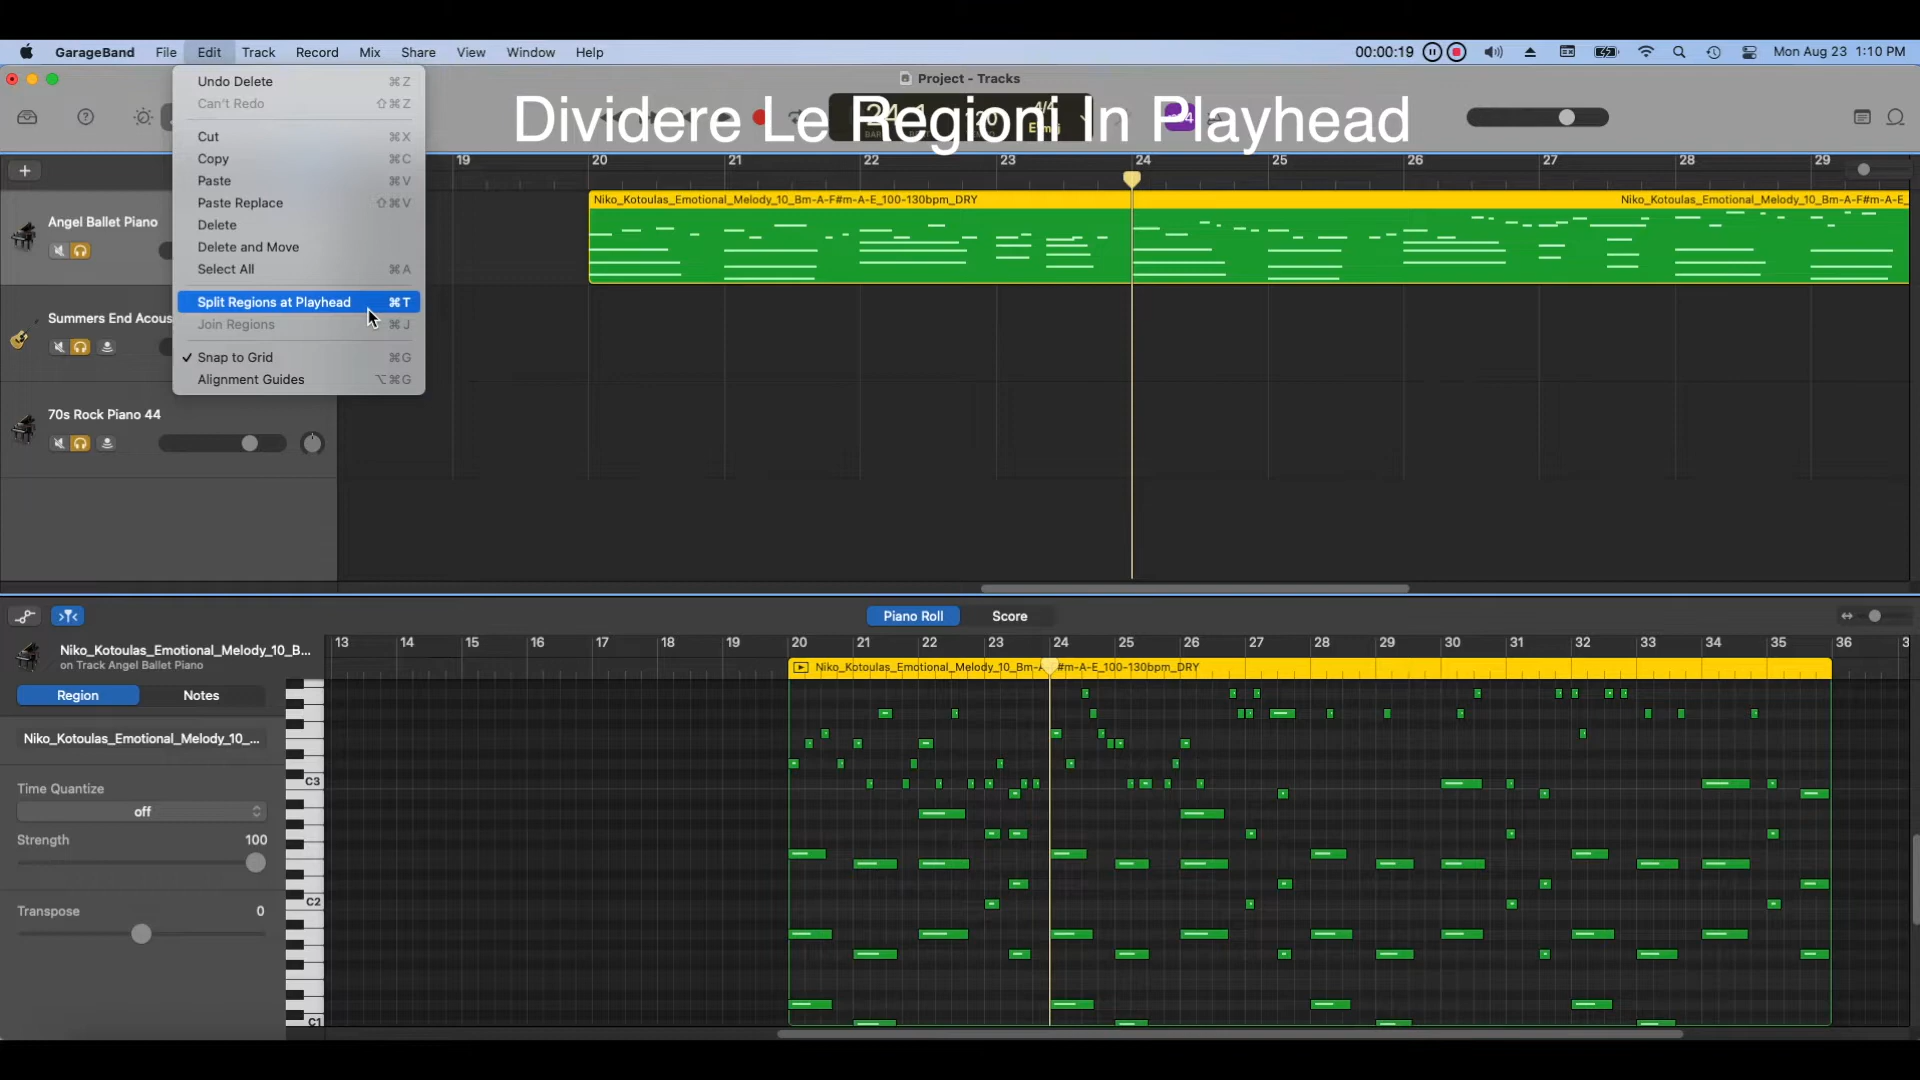 GarageBand File Edit Track Record Mix Share View Window Help 00:00:19 Mon Aug 23 1:10 PM
Project - Tracks
Dividere Le Regioni In Playhead
Undo Delete ⌘Z
Can't Redo ⇧⌘Z
Cut ⌘X
Copy ⌘C
Paste ⌘V
Paste Replace ⇧⌘V
Delete
Delete and Move
Select All ⌘A
Split Regions at Playhead ⌘T
Join Regions ⌘J
✓ Snap to Grid ⌘G
Alignment Guides ⌥⌘G
19 20 21 22 23 24 25 26 27 28 29
Niko_Kotoulas_Emotional_Melody_10_Bm-A-F#m-A-E_100-130bpm_DRY
Niko_Kotoulas_Emotional_Melody_10_Bm-A-F#m-A-E_
Angel Ballet Piano
Summers End Acous
70s Rock Piano 44
Piano Roll Score
13 14 15 16 17 18 19 20 21 22 23 24 25 26 27 28 29 30 31 32 33 34 35 36 3
Niko_Kotoulas_Emotional_Melody_10_B...
on Track Angel Ballet Piano
Niko_Kotoulas_Emotional_Melody_10_Bm-A #m-A-E_100-130bpm_DRY
Region Notes
Niko_Kotoulas_Emotional_Melody_10_...
Time Quantize
off
Strength 100
Transpose 0
C3
C2
C1